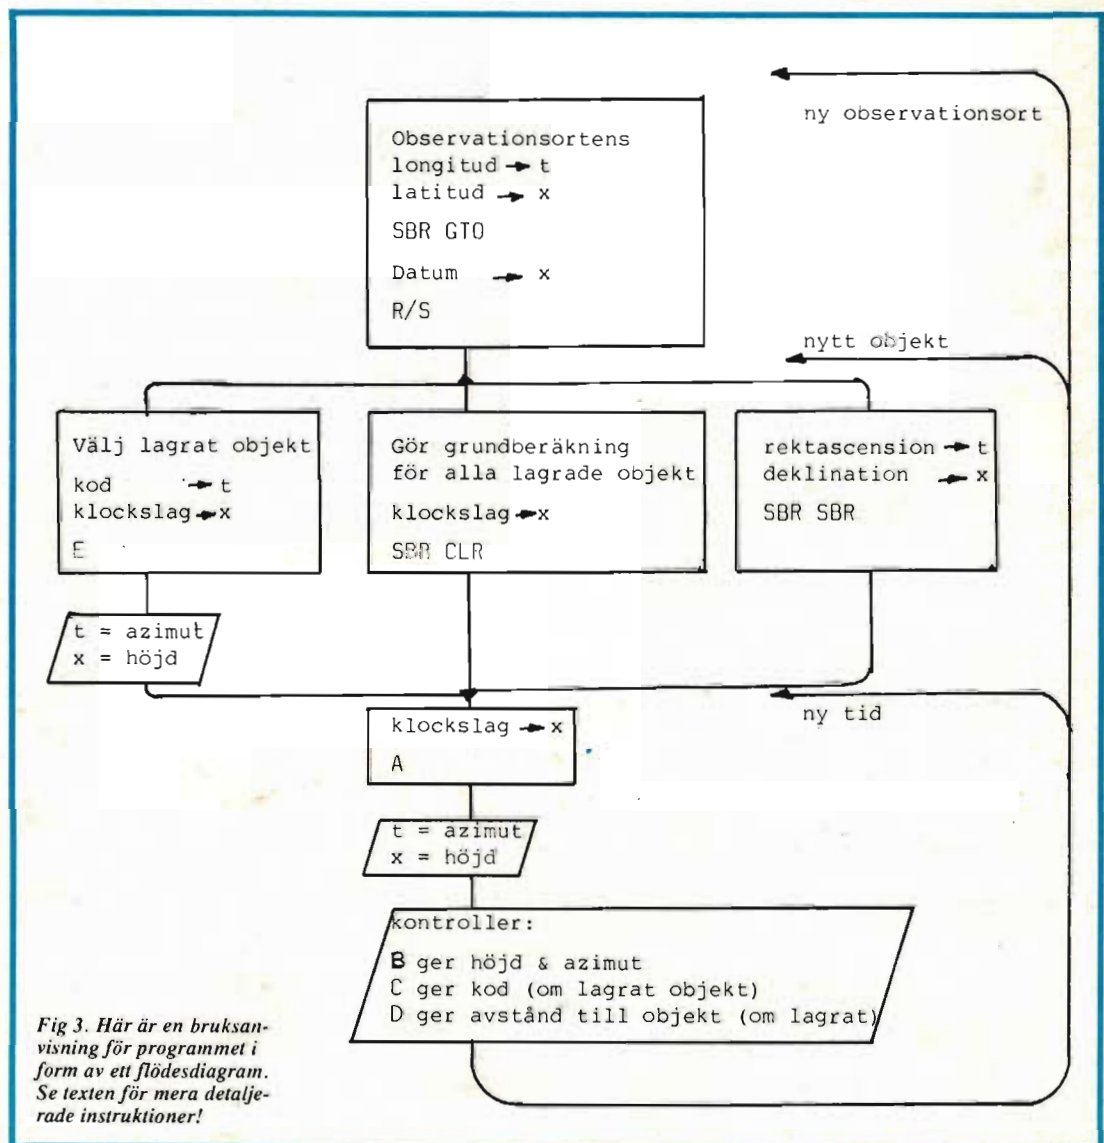 ny observationsort
Observationsortens
longitud → t
latitud → x
SBR GTO
Datum → x
R/S
nytt objekt
Välj lagrat objekt
kod → t
klockslag → x
E
Gör grundberäkning
för alla lagrade objekt
klockslag → x
SBR CLR
rektascension → t
deklination → x
SBR SBR
t = azimut
x = höjd
ny tid
klockslag → x
A
t = azimut
x = höjd
kontroller:
B ger höjd & azimut
C ger kod (om lagrat objekt)
D ger avstånd till objekt (om lagrat)
Fig 3. Här är en bruksan-
visning för programmet i
form av ett flödesdiagram.
Se texten för mera detalje-
rade instruktioner!